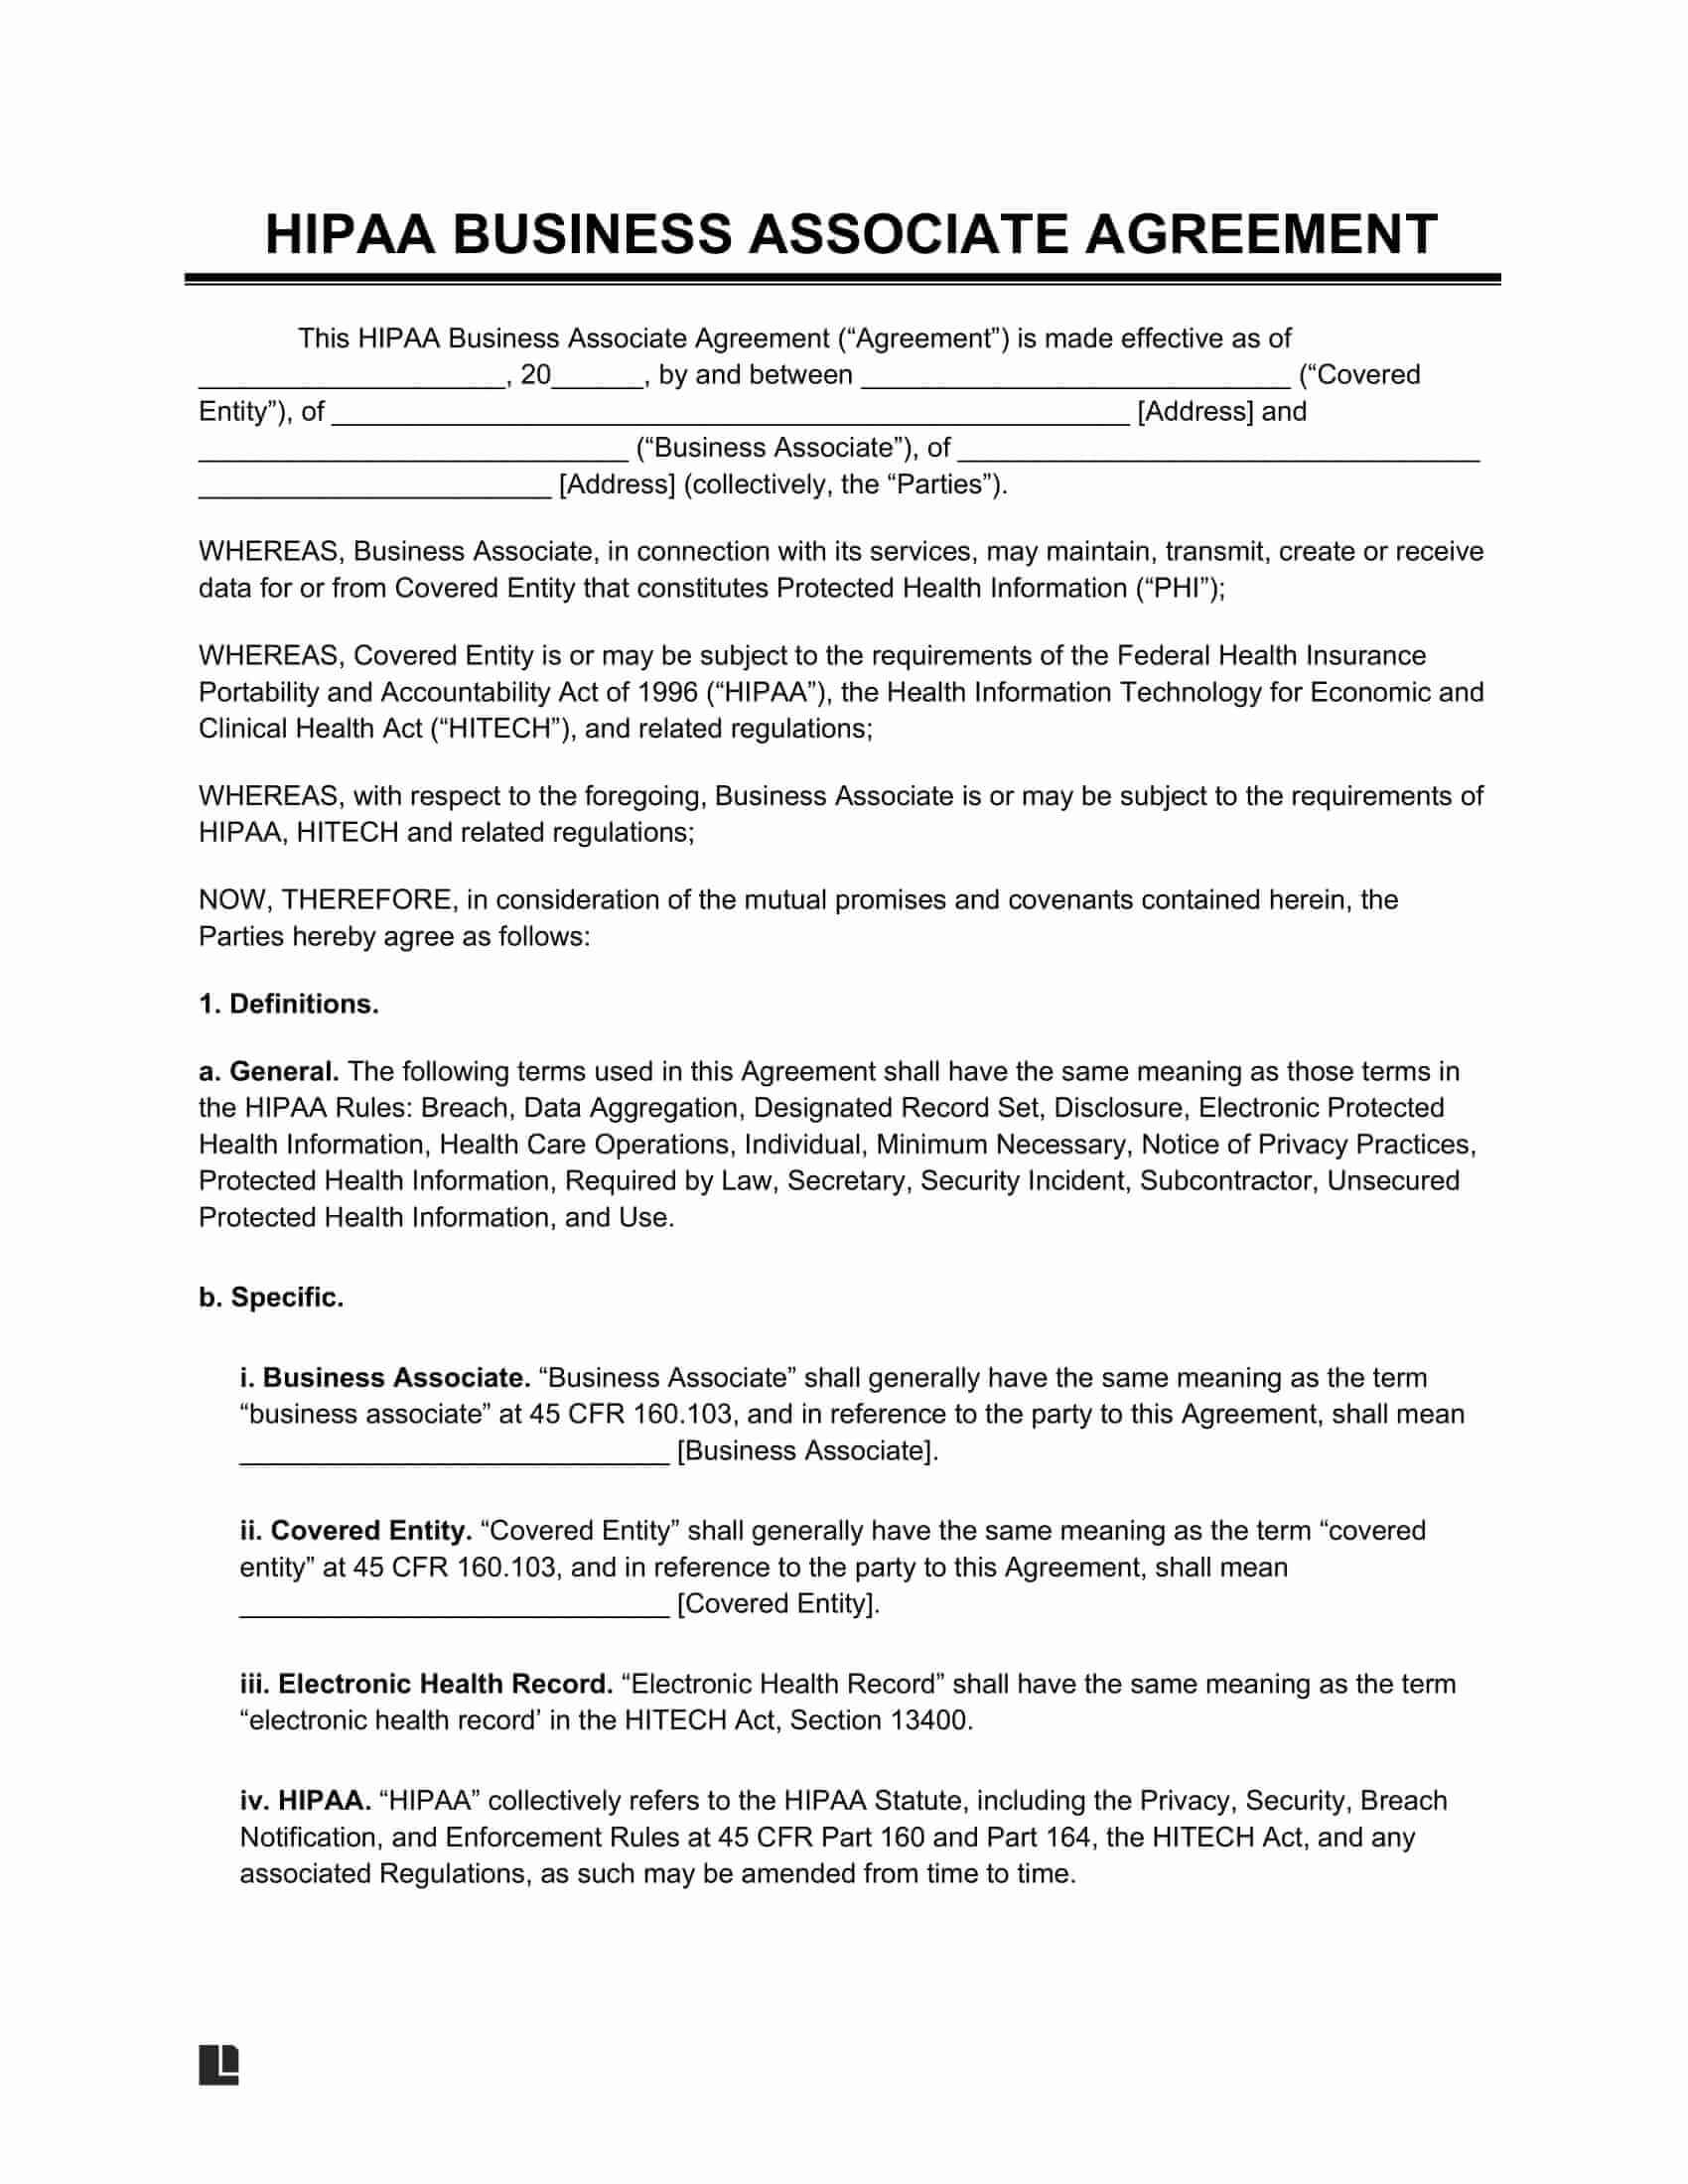 HIPAA BUSINESS ASSOCIATE AGREEMENT
This HIPAA Business Associate Agreement (“Agreement”) is made effective as of
____________________, 20______, by and between ____________________________ (“Covered
Entity”), of ____________________________________________________ [Address] and
____________________________ (“Business Associate”), of __________________________________
_______________________ [Address] (collectively, the “Parties”).
WHEREAS, Business Associate, in connection with its services, may maintain, transmit, create or receive
data for or from Covered Entity that constitutes Protected Health Information (“PHI”);
WHEREAS, Covered Entity is or may be subject to the requirements of the Federal Health Insurance
Portability and Accountability Act of 1996 (“HIPAA”), the Health Information Technology for Economic and
Clinical Health Act (“HITECH”), and related regulations;
WHEREAS, with respect to the foregoing, Business Associate is or may be subject to the requirements of
HIPAA, HITECH and related regulations;
NOW, THEREFORE, in consideration of the mutual promises and covenants contained herein, the
Parties hereby agree as follows:
1. Definitions.
a. General. The following terms used in this Agreement shall have the same meaning as those terms in
the HIPAA Rules: Breach, Data Aggregation, Designated Record Set, Disclosure, Electronic Protected
Health Information, Health Care Operations, Individual, Minimum Necessary, Notice of Privacy Practices,
Protected Health Information, Required by Law, Secretary, Security Incident, Subcontractor, Unsecured
Protected Health Information, and Use.
b. Specific.
i. Business Associate. “Business Associate” shall generally have the same meaning as the term
“business associate” at 45 CFR 160.103, and in reference to the party to this Agreement, shall mean
____________________________ [Business Associate].
ii. Covered Entity. “Covered Entity” shall generally have the same meaning as the term “covered
entity” at 45 CFR 160.103, and in reference to the party to this Agreement, shall mean
____________________________ [Covered Entity].
iii. Electronic Health Record. “Electronic Health Record” shall have the same meaning as the term
“electronic health record’ in the HITECH Act, Section 13400.
iv. HIPAA. “HIPAA” collectively refers to the HIPAA Statute, including the Privacy, Security, Breach
Notification, and Enforcement Rules at 45 CFR Part 160 and Part 164, the HITECH Act, and any
associated Regulations, as such may be amended from time to time.